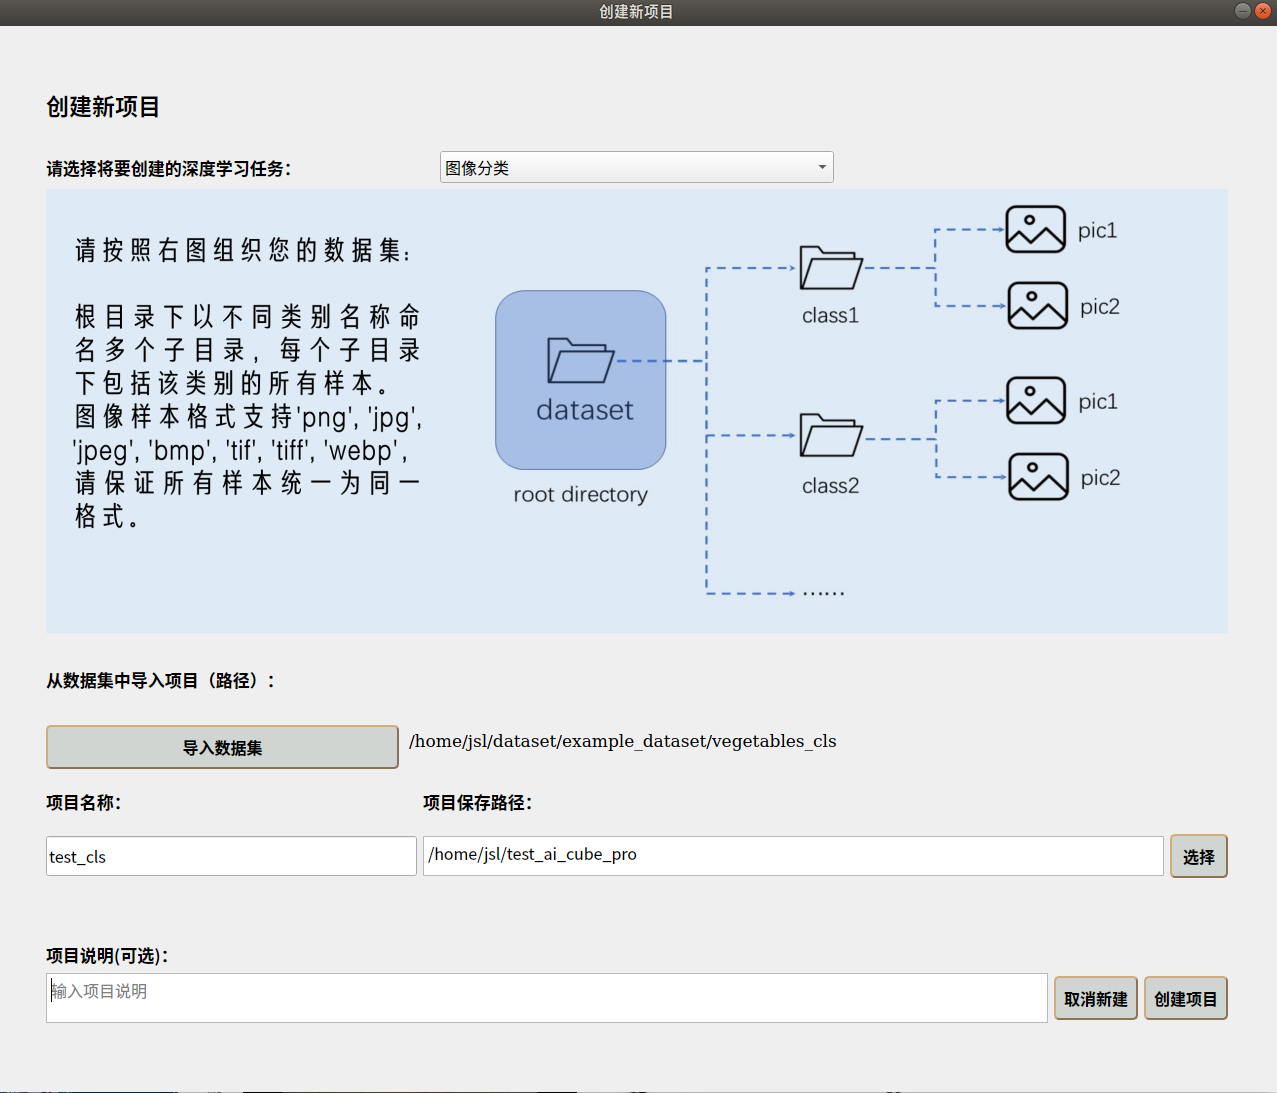 创建新项目
创建新项目
请选择将要创建的深度学习任务：
图像分类
请按照右图组织您的数据集：
根目录下以不同类别名称命
名多个子目录，每个子目录
下包括该类别的所有样本。
图像样本格式支持'png', 'jpg',
'jpeg', 'bmp', 'tif', 'tiff', 'webp',
请保证所有样本统一为同一
格式。
dataset
root directory
class1
pic1
pic2
class2
pic1
pic2
......
从数据集中导入项目（路径）：
导入数据集
/home/jsl/dataset/example_dataset/vegetables_cls
项目名称：
项目保存路径：
test_cls
/home/jsl/test_ai_cube_pro
选择
项目说明(可选)：
输入项目说明
取消新建
创建项目